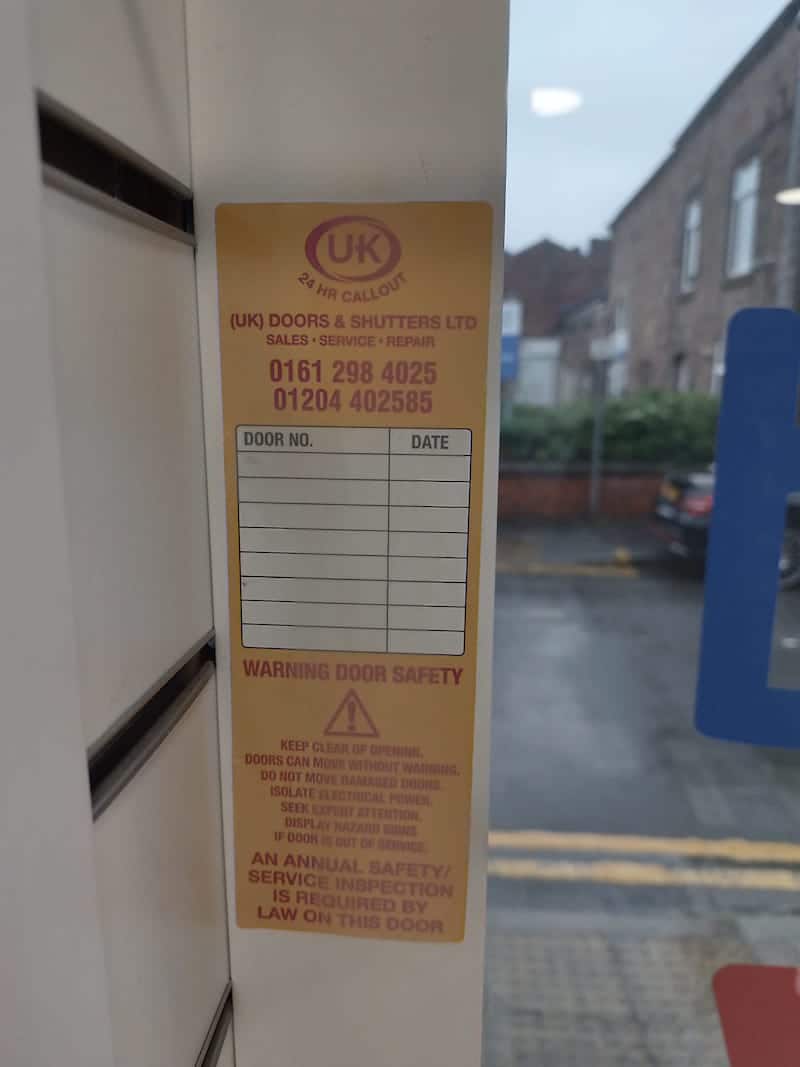 UK
24 HR CALLOUT
(UK) DOORS & SHUTTERS LTD
SALES • SERVICE • REPAIR
0161 298 4025
01204 402585
DOOR NO. DATE
WARNING DOOR SAFETY
KEEP CLEAR OF OPENING.
DOORS CAN MOVE WITHOUT WARNING.
DO NOT MOVE DAMAGED DOORS.
ISOLATE ELECTRICAL POWER.
SEEK EXPERT ATTENTION.
DISPLAY HAZARD SIGNS
IF DOOR IS OUT OF SERVICE.
AN ANNUAL SAFETY/
SERVICE INSPECTION
IS REQUIRED BY
LAW ON THIS DOOR